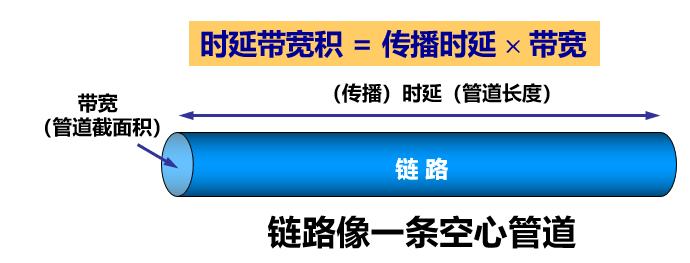 时延带宽积 = 传播时延 × 带宽
（传播）时延（管道长度）
带宽
（管道截面积）
链 路
链路像一条空心管道